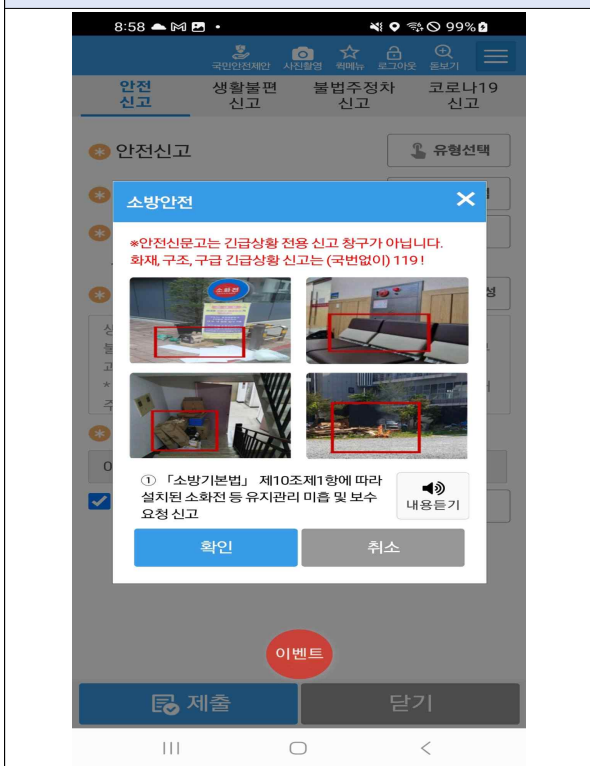 8:58
99%
국민안전제안 사진촬영 퀵메뉴 로그아웃 돋보기
안전 신고
생활불편 신고
불법주정차 신고
코로나19 신고
안전신고
유형선택
소방안전
*안전신문고는 긴급상황 전용 신고 창구가 아닙니다.
화재, 구조, 구급 긴급상황 신고는 (국번없이) 119 !
소화전
① 「소방기본법」 제10조제1항에 따라
설치된 소화전 등 유지관리 미흡 및 보수
요청 신고
내용듣기
확인
취소
이벤트
제출
닫기